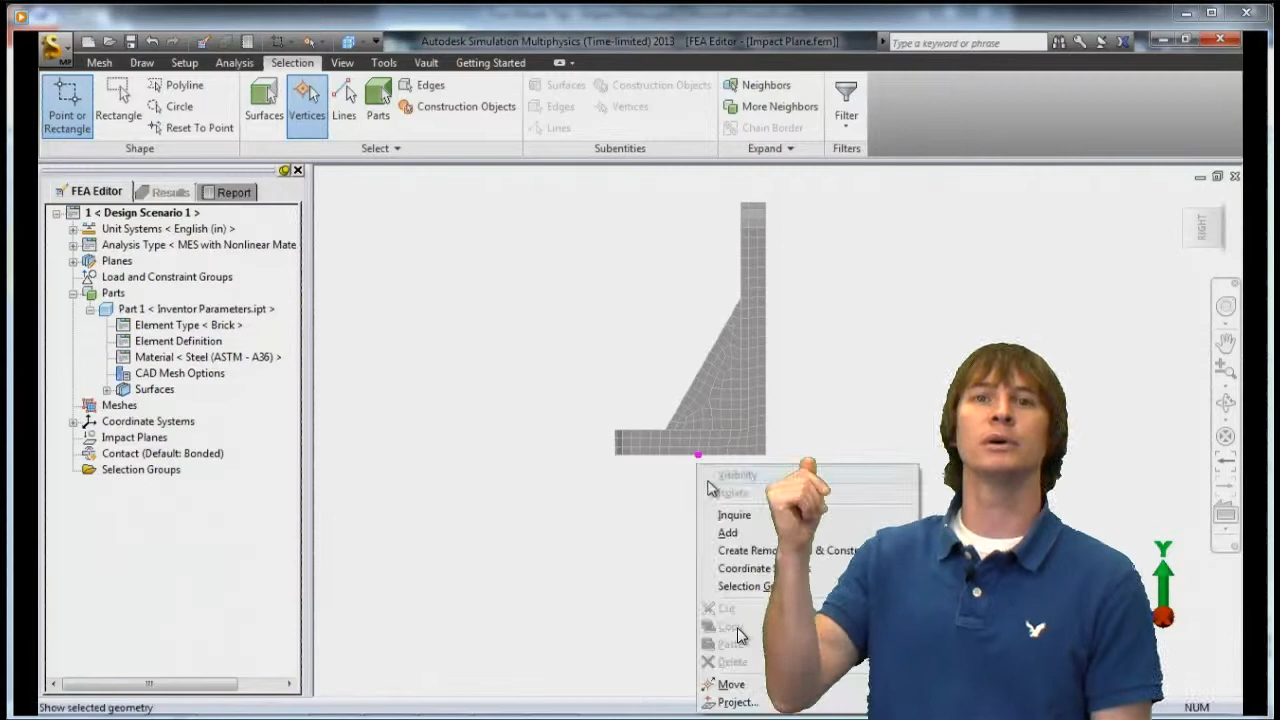 Autodesk Simulation Multiphysics (Time-limited) 2013 - [FEA Editor - [Impact Plane.fem]]
Type a keyword or phrase
Mesh Draw Setup Analysis Selection View Tools Vault Getting Started
Point or Rectangle
Rectangle
Polyline
Circle
Reset To Point
Shape
Surfaces
Vertices
Lines
Parts
Edges
Construction Objects
Select
Surfaces
Edges
Lines
Construction Objects
Vertices
Subentities
Neighbors
More Neighbors
Chain Border
Expand
Filter
Filters
FEA Editor Results Report
1 < Design Scenario 1 >
Unit Systems < English (in) >
Analysis Type < MES with Nonlinear Mate
Planes
Load and Constraint Groups
Parts
Part 1 < Inventor Parameters.ipt >
Element Type < Brick >
Element Definition
Material < Steel (ASTM - A36) >
CAD Mesh Options
Surfaces
Meshes
Coordinate Systems
Impact Planes
Contact (Default: Bonded)
Selection Groups
RIGHT
Visibility
Inquire
Add
Coordinate
Selection
Cut
Delete
Move
Project...
Y
Show selected geometry
NUM